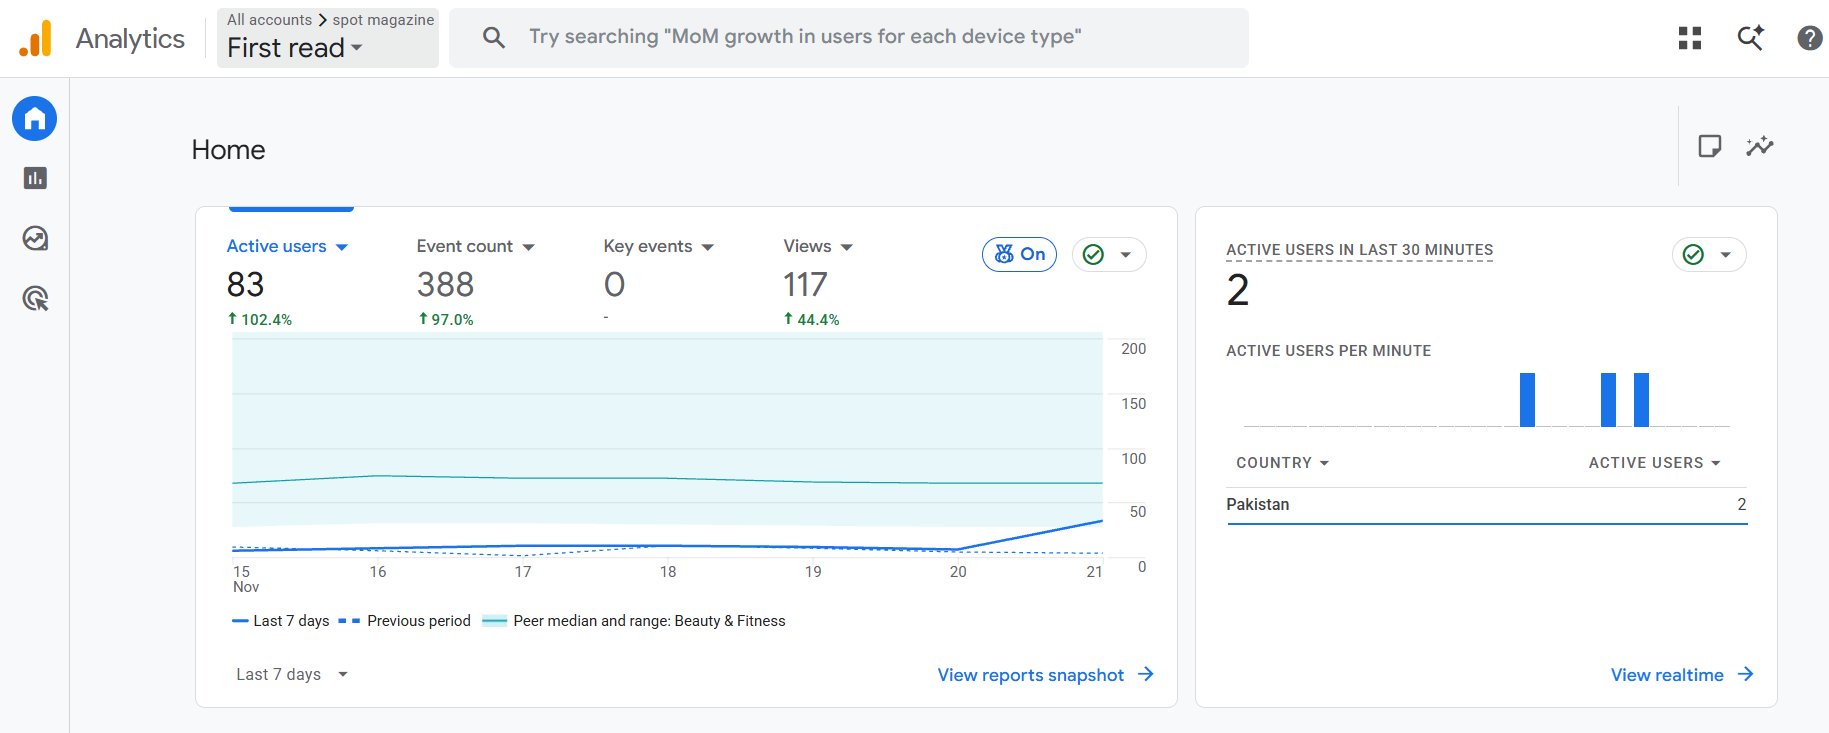 Analytics
All accounts > spot magazine
First read
Try searching "MoM growth in users for each device type"
Home
Active users
83
102.4%
Event count
388
97.0%
Key events
0
-
Views
117
44.4%
On
200
150
100
50
0
15
Nov
16
17
18
19
20
21
Last 7 days
Previous period
Peer median and range: Beauty & Fitness
Last 7 days
View reports snapshot
ACTIVE USERS IN LAST 30 MINUTES
2
ACTIVE USERS PER MINUTE
COUNTRY
ACTIVE USERS
Pakistan
2
View realtime